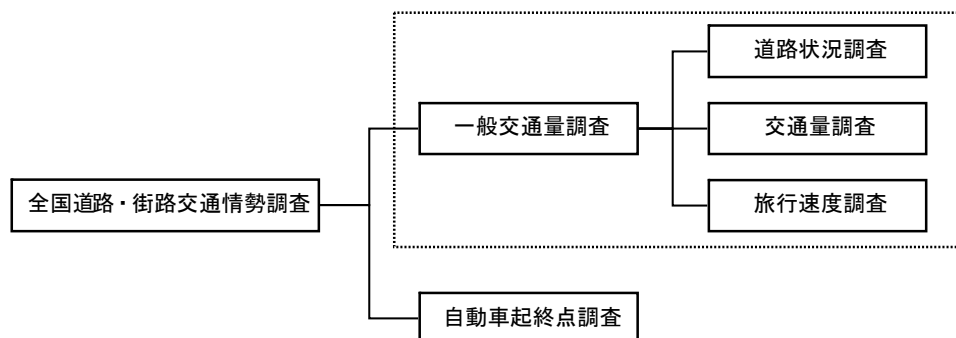 道路状況調査
一般交通量調査
交通量調査
全国道路・街路交通情勢調査
旅行速度調査
自動車起終点調査